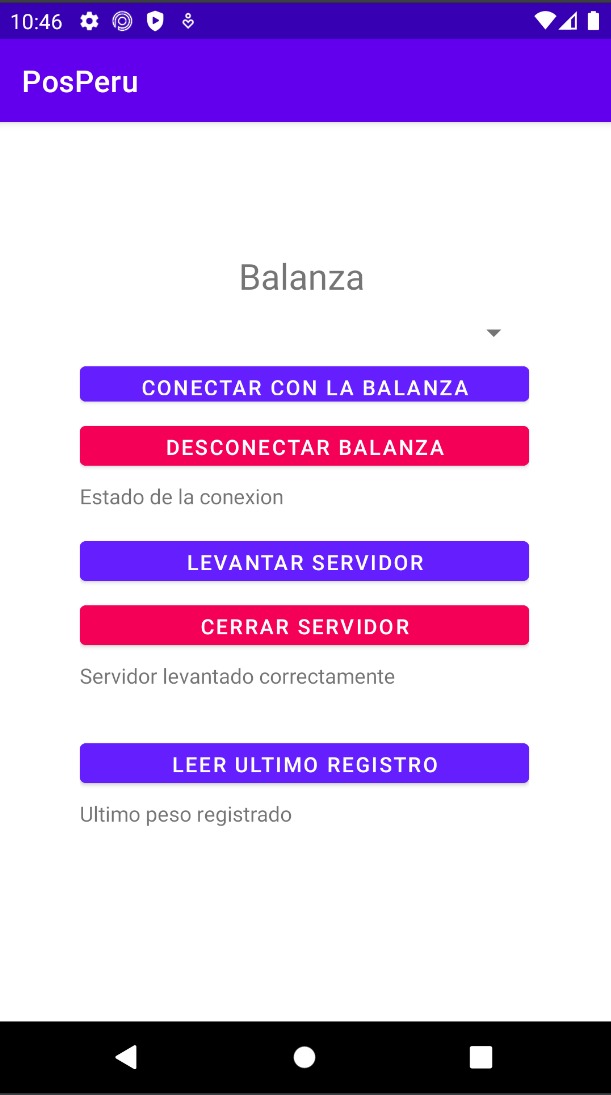 10:46
PosPeru
Balanza
CONECTAR CON LA BALANZA
DESCONECTAR BALANZA
Estado de la conexion
LEVANTAR SERVIDOR
CERRAR SERVIDOR
Servidor levantado correctamente
LEER ULTIMO REGISTRO
Ultimo peso registrado